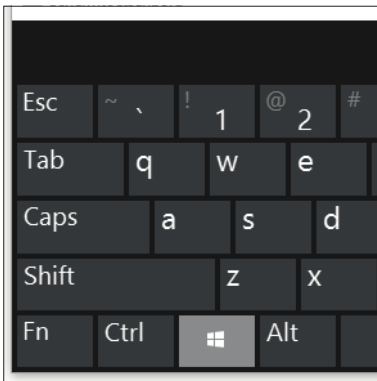 Esc ~ ` ! 1 @ 2 #
Tab q w e
Caps a s d
Shift z x
Fn Ctrl Alt